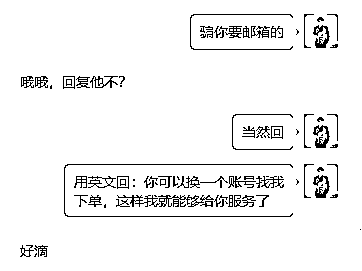 骗你要邮箱的
哦哦，回复他不？
当然回
用英文回：你可以换一个账号找我
下单，这样我就能够给你服务了
好滴